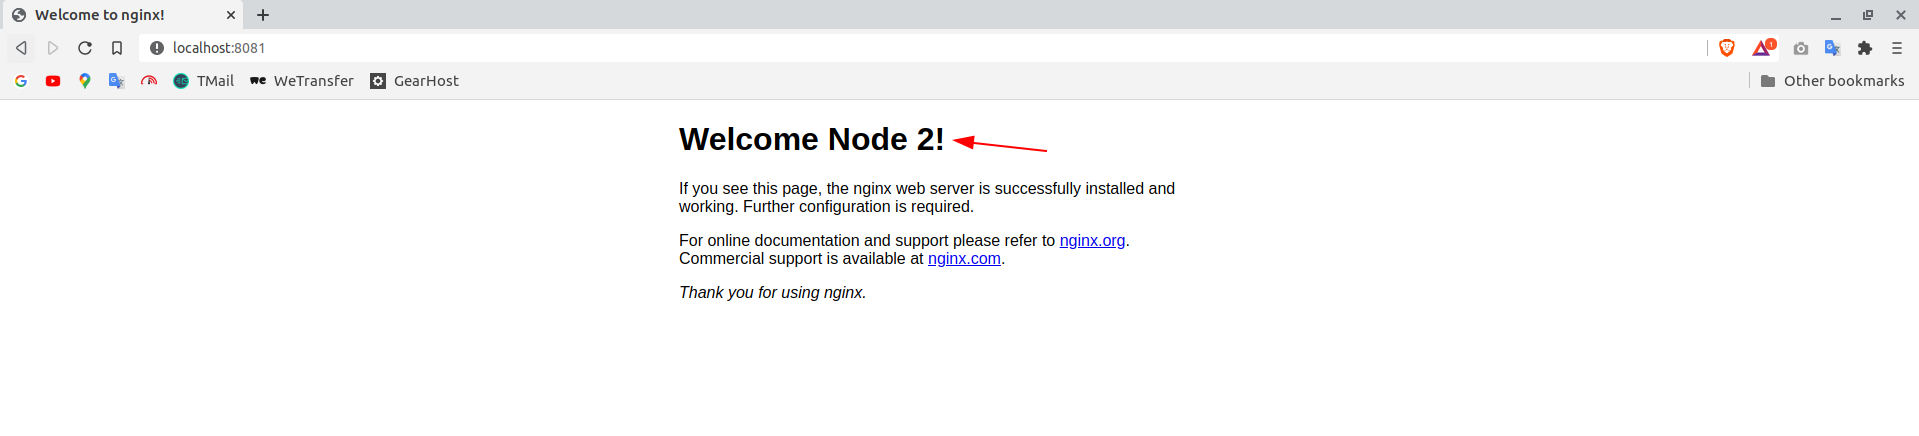 Welcome to nginx!
localhost:8081
1
TMail
WeTransfer
GearHost
Other bookmarks
Welcome Node 2!
If you see this page, the nginx web server is successfully installed and
working. Further configuration is required.
For online documentation and support please refer to nginx.org.
Commercial support is available at nginx.com.
Thank you for using nginx.